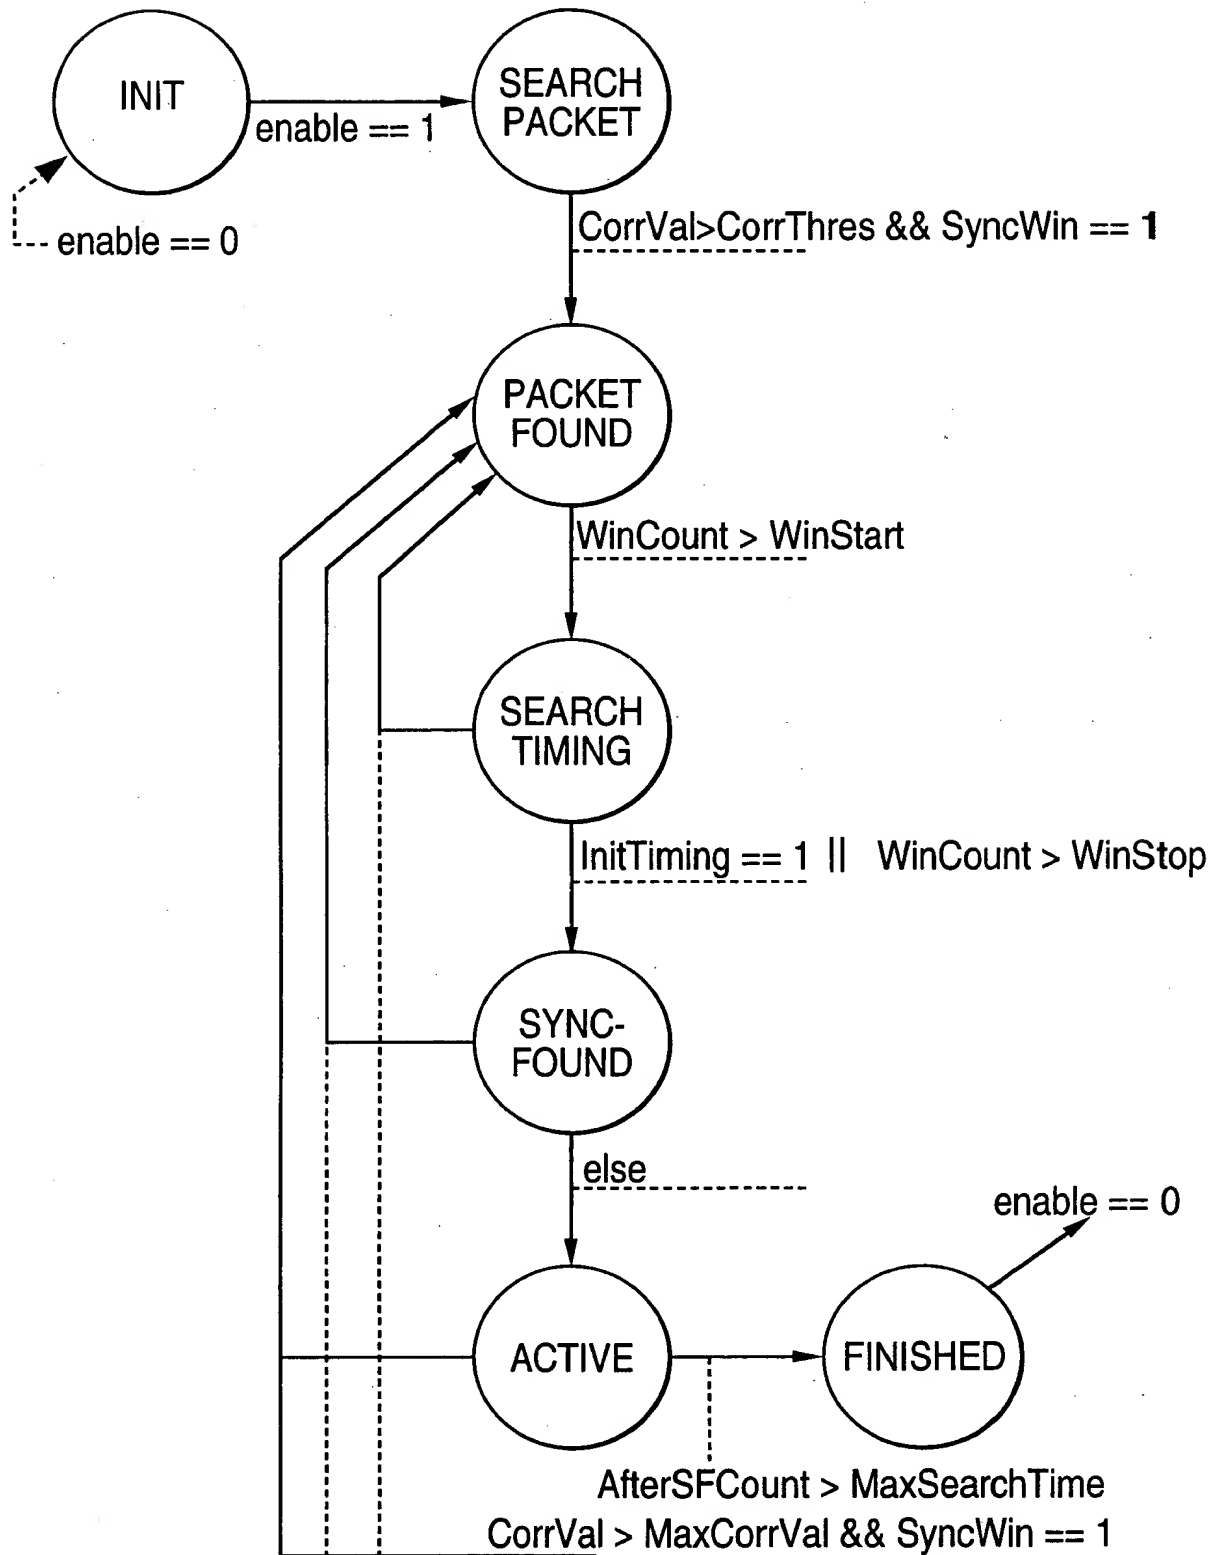 INIT
SEARCH
PACKET
enable == 1
enable == 0
CorrVal>CorrThres && SyncWin == 1
PACKET
FOUND
WinCount > WinStart
SEARCH
TIMING
InitTiming == 1 || WinCount > WinStop
SYNC-
FOUND
else
enable == 0
ACTIVE
FINISHED
AfterSFCount > MaxSearchTime
CorrVal > MaxCorrVal && SyncWin == 1